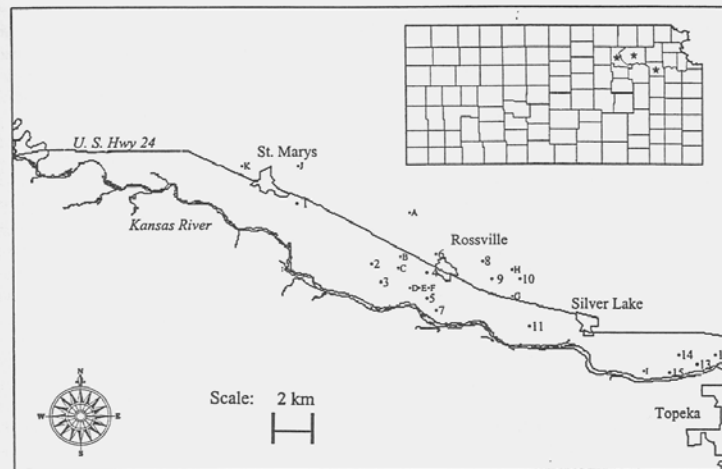 U. S. Hwy 24
St. Marys
K
J
1
Kansas River
A
B
6
Rossville
2
C
4
8
H
3
9
10
D
E
F
5
G
7
Silver Lake
11
14
13
I
15
Topeka
N
W
E
S
Scale: 2 km